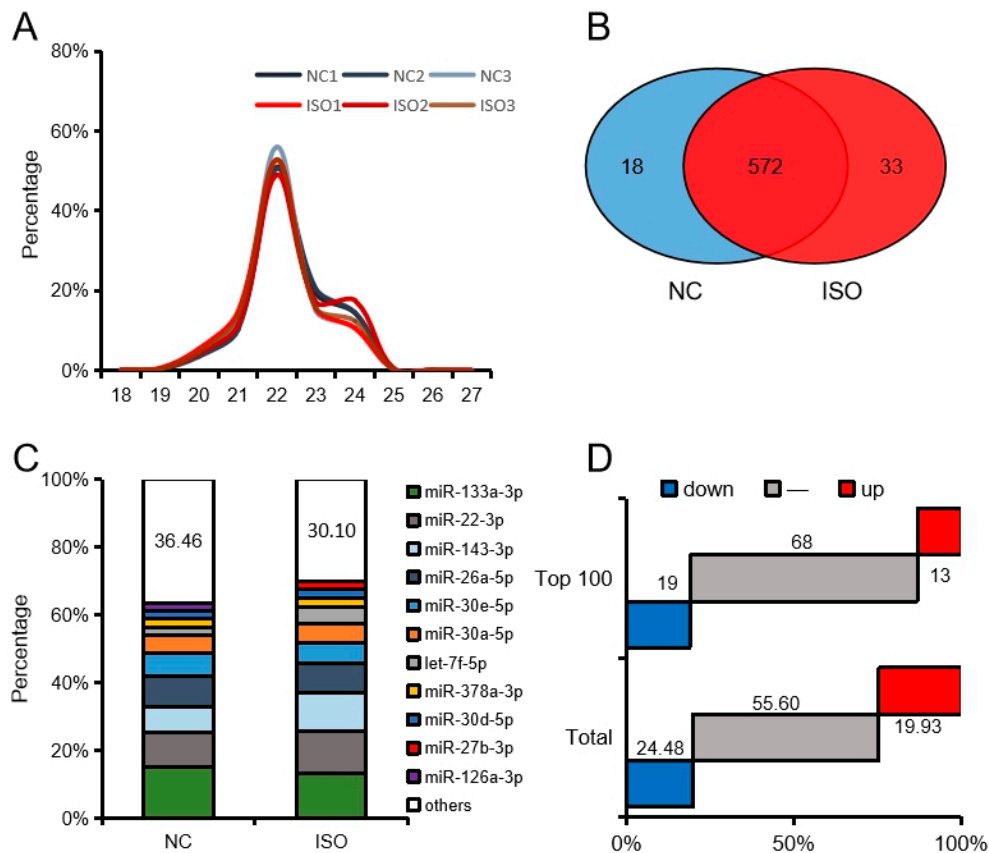 A
80%
60%
40%
20%
0%
Percentage
NC1 NC2 NC3
ISO1 ISO2 ISO3
18 19 20 21 22 23 24 25 26 27
B
18 572 33
NC ISO
C
100%
80%
60%
40%
20%
0%
Percentage
36.46 30.10
NC ISO
miR-133a-3p
miR-22-3p
miR-143-3p
miR-26a-5p
miR-30e-5p
miR-30a-5p
let-7f-5p
miR-378a-3p
miR-30d-5p
miR-27b-3p
miR-126a-3p
others
D
down — up
Top 100
19 68 13
Total
24.48 55.60 19.93
0% 50% 100%